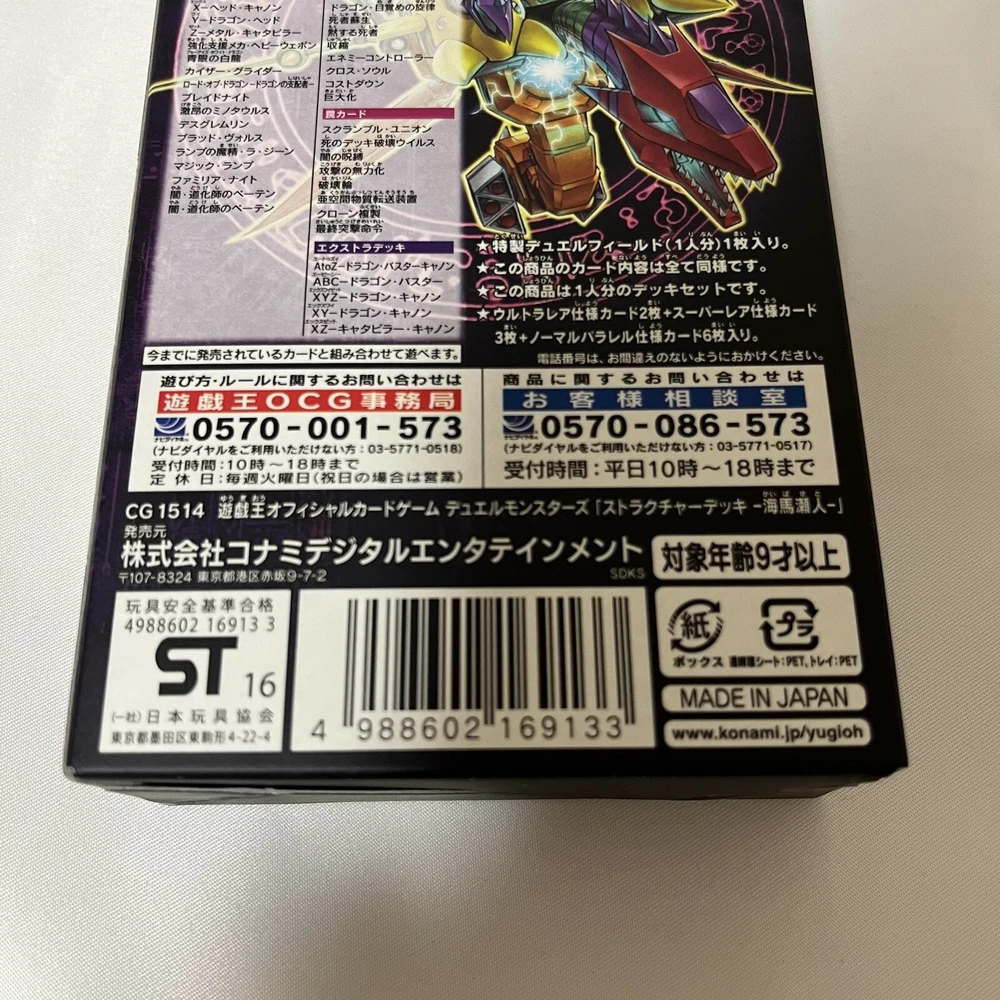 X－ヘッド・キャノン
Y－ドラゴン・ヘッド
Z－メタル・キャタピラー
強化支援メカ・ヘビーウェポン
青眼の白龍
カイザー・グライダー
ロード・オブ・ドラゴン－ドラゴンの支配者－
ブレイドナイト
激昂のミノタウルス
デスグレムリン
ブラッド・ヴォルス
ランプの魔精・ラ・ジーン
マジック・ランプ
ファミリア・ナイト
闇・道化師のペーテン
闇・道化師のペーテン
ドラゴン・目覚めの旋律
死者蘇生
黙する死者
収縮
エネミーコントローラー
クロス・ソウル
コストダウン
巨大化
罠カード
スクランブル・ユニオン
死のデッキ破壊ウイルス
闇の呪縛
攻撃の無力化
破壊輪
亜空間物質転送装置
クローン複製
最終突撃命令
エクストラデッキ
AtoZ－ドラゴン・バスターキャノン
ABC－ドラゴン・バスター
XYZ－ドラゴン・キャノン
XY－ドラゴン・キャノン
XZ－キャタピラー・キャノン
★特製デュエルフィールド(1人分)1枚入り。
★この商品のカード内容は全て同様です。
★この商品は1人分のデッキセットです。
★ウルトラレア仕様カード2枚+スーパーレア仕様カード
3枚+ノーマルパラレル仕様カード6枚入り。
今までに発売されているカードと組み合わせて遊べます。
電話番号は、お間違えのないようにおかけください。
遊び方・ルールに関するお問い合わせは
遊戯王OCG事務局
ナビダイヤル
0570-001-573
(ナビダイヤルをご利用いただけない方：03-5771-0518)
受付時間：10時～18時まで
定休日：毎週火曜日(祝日の場合は営業)
商品に関するお問い合わせは
お客様相談室
ナビダイヤル
0570-086-573
(ナビダイヤルをご利用いただけない方：03-5771-0517)
受付時間：平日10時～18時まで
CG1514 遊戯王オフィシャルカードゲーム デュエルモンスターズ「ストラクチャーデッキ -海馬瀬人-」
発売元
株式会社コナミデジタルエンタテインメント
〒107-8324 東京都港区赤坂9-7-2
SDKS
対象年齢9才以上
玩具安全基準合格
4988602 16913 3
ST 16
(一社)日本玩具協会
東京都墨田区東駒形4-22-4
4 988602 169133
紙
ボックス
プラ
PET、トレイ:PET
MADE IN JAPAN
www.konami.jp/yugioh